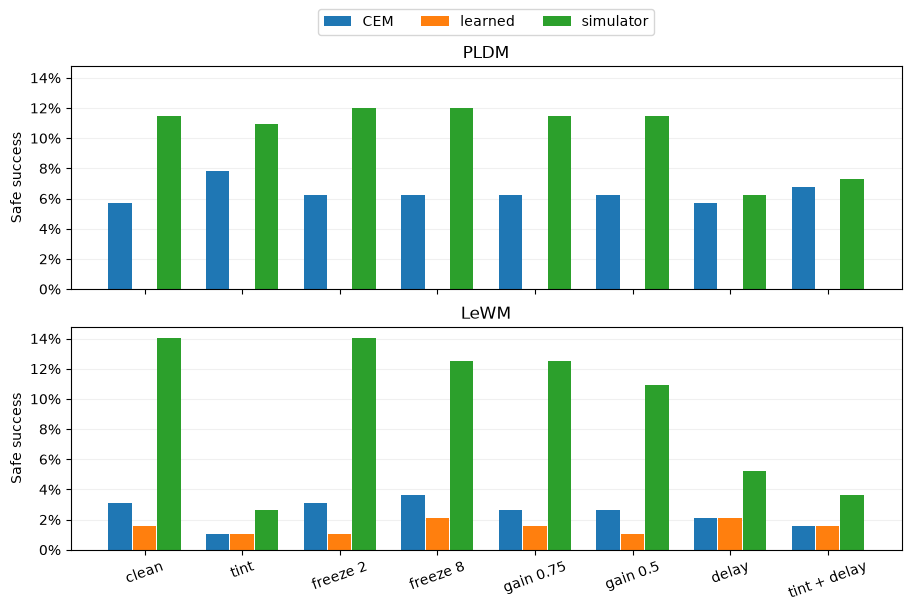 CEM learned simulator
PLDM
14%
12%
10%
8%
6%
4%
2%
0%
Safe success
LeWM
14%
12%
10%
8%
6%
4%
2%
0%
Safe success
clean tint freeze 2 freeze 8 gain 0.75 gain 0.5 delay tint + delay